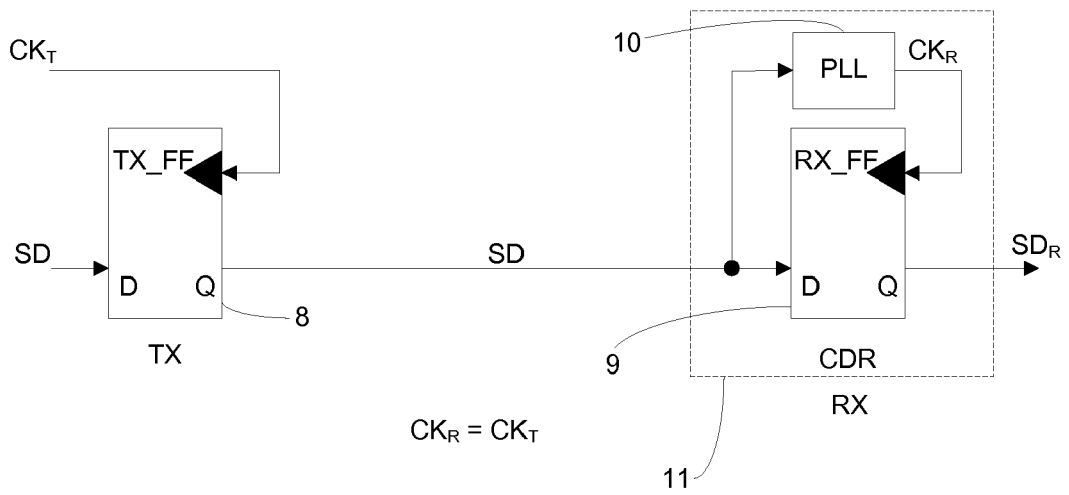 10
CKT
PLL
CKR
TX_FF
RX_FF
SD
SD
SDR
D
Q
D
Q
8
TX
9
CDR
RX
CKR = CKT
11